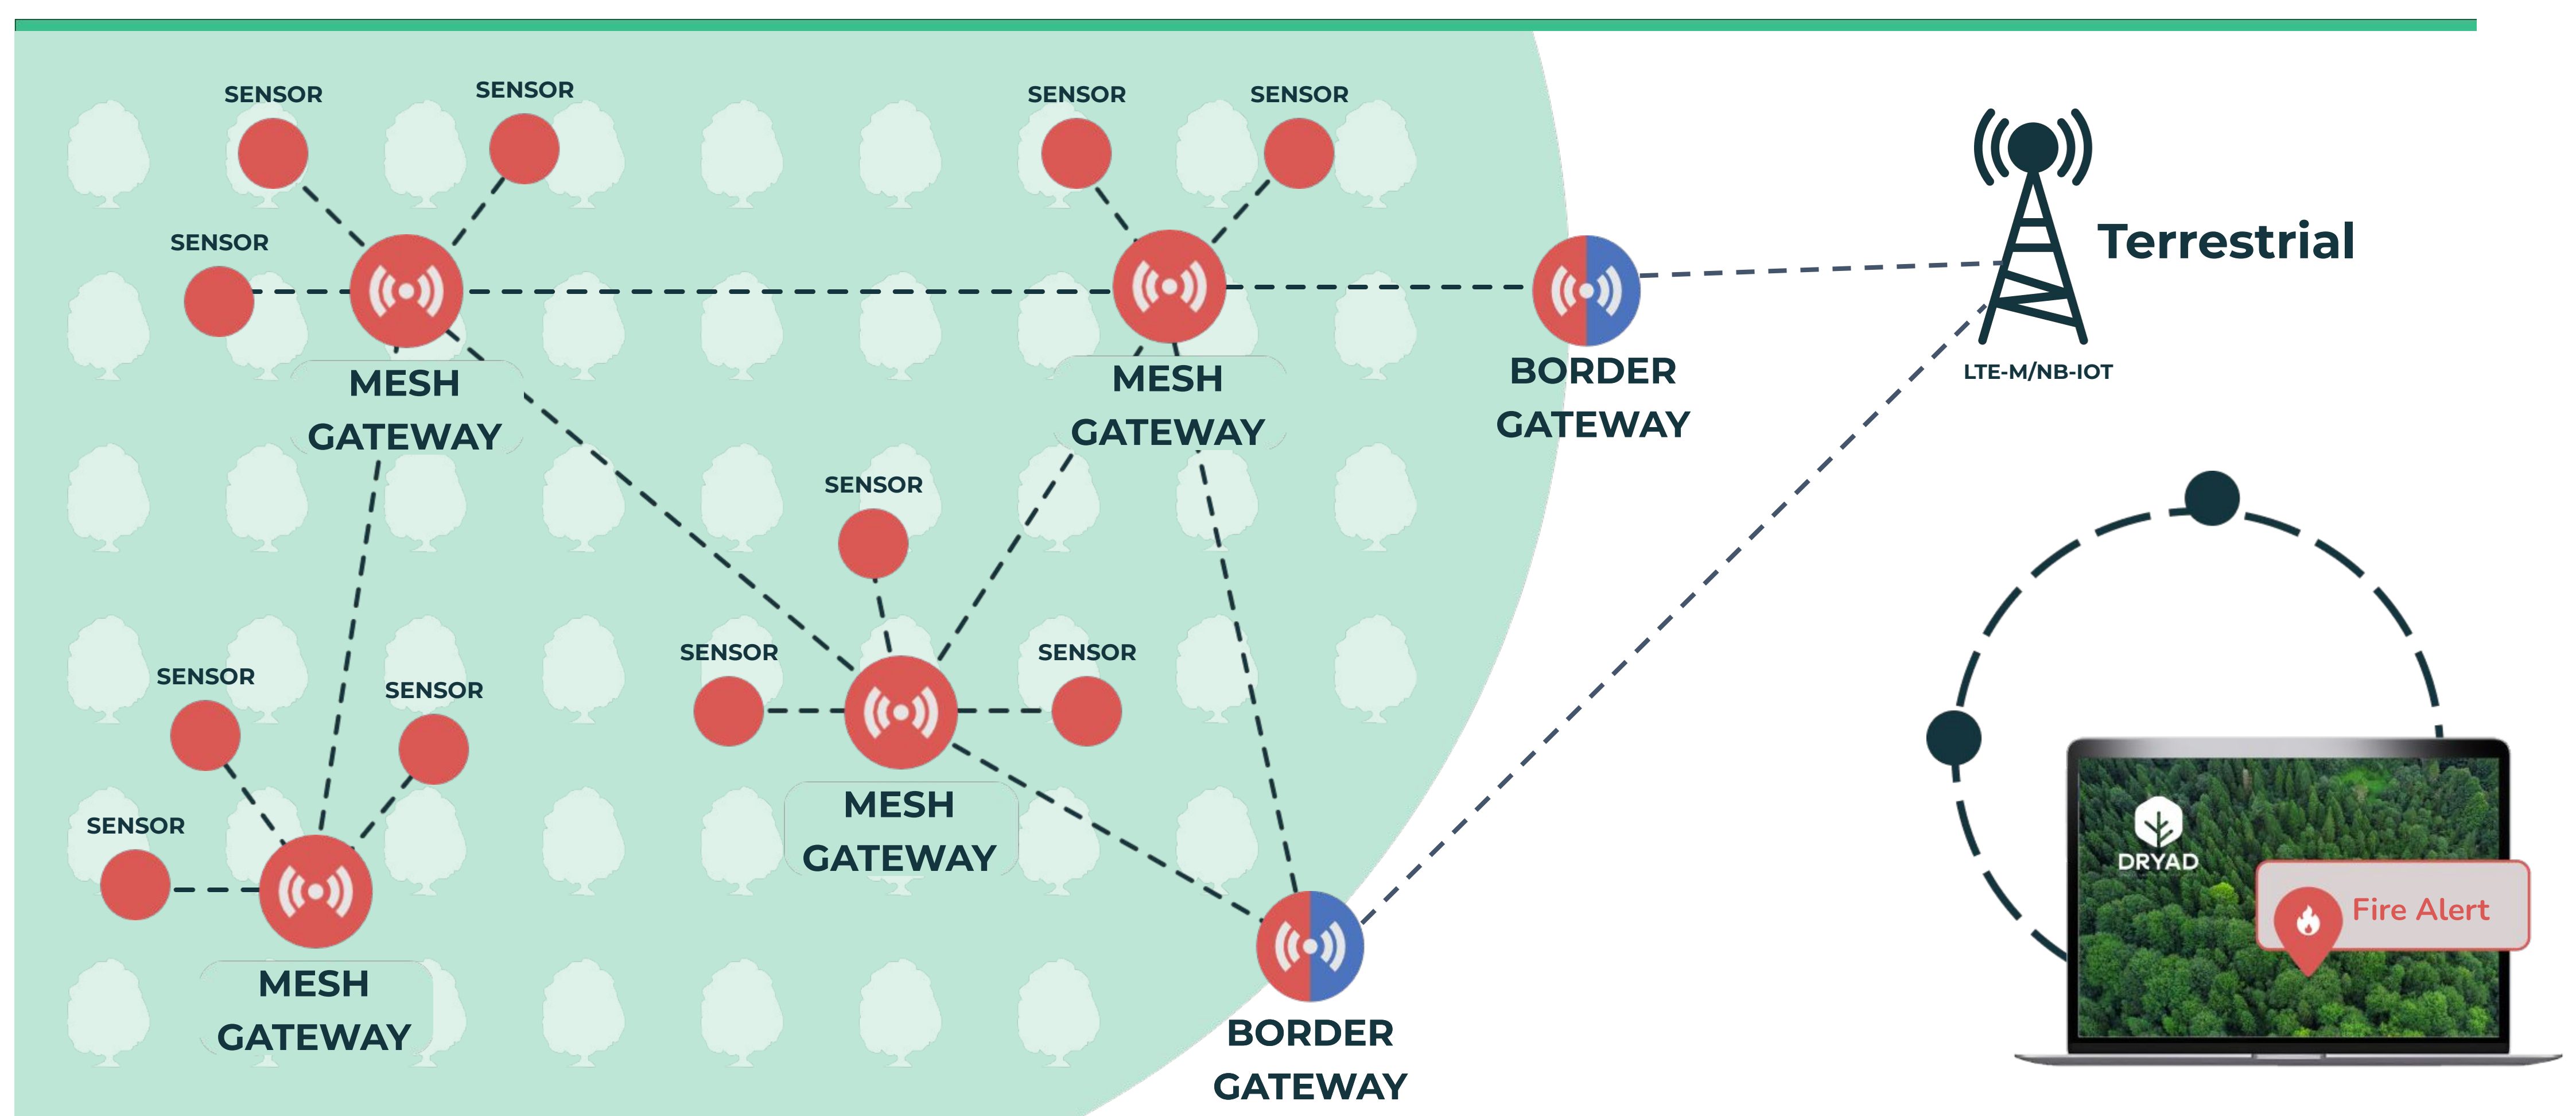 SENSOR
SENSOR
SENSOR
SENSOR
SENSOR
Terrestrial
MESH
GATEWAY
MESH
GATEWAY
BORDER
GATEWAY
LTE-M/NB-IOT
SENSOR
SENSOR
SENSOR
SENSOR
SENSOR
SENSOR
MESH
GATEWAY
DRYAD
Fire Alert
MESH
GATEWAY
BORDER
GATEWAY